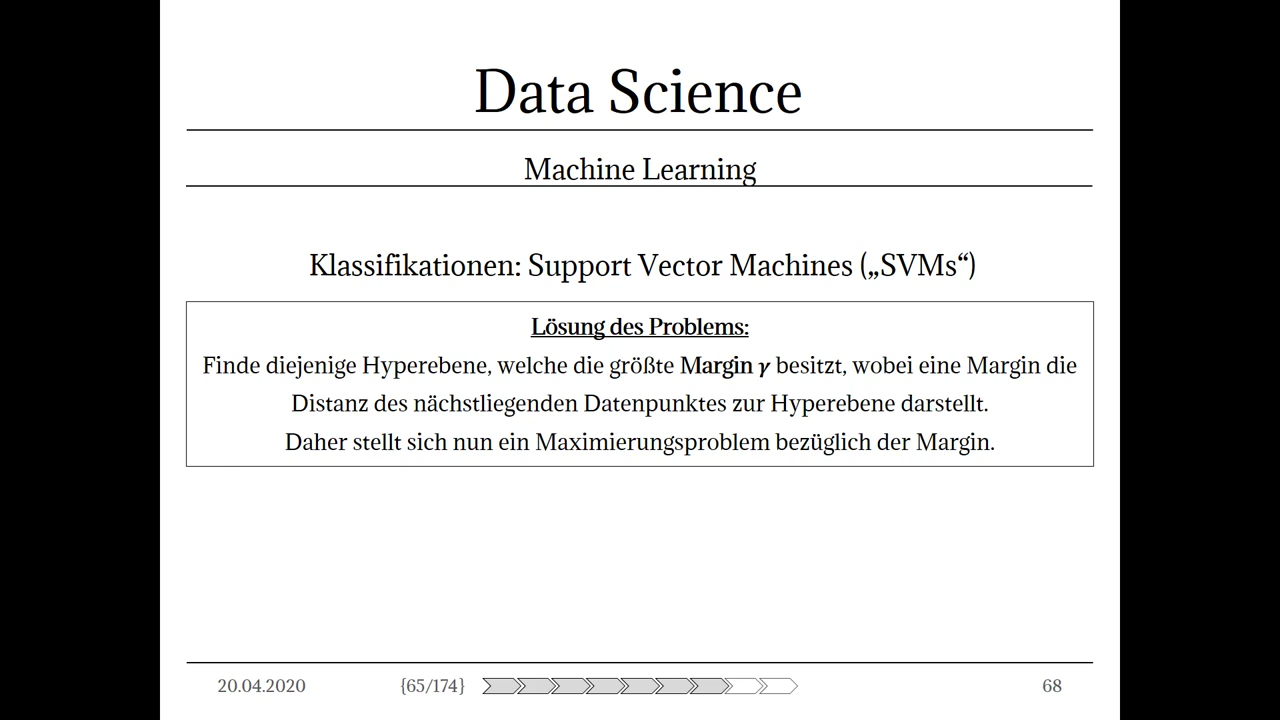 Data Science
Machine Learning
Klassifikationen: Support Vector Machines („SVMs“)
Lösung des Problems:
Finde diejenige Hyperebene, welche die größte Margin γ besitzt, wobei eine Margin die
Distanz des nächstliegenden Datenpunktes zur Hyperebene darstellt.
Daher stellt sich nun ein Maximierungsproblem bezüglich der Margin.
20.04.2020 {65/174} 68